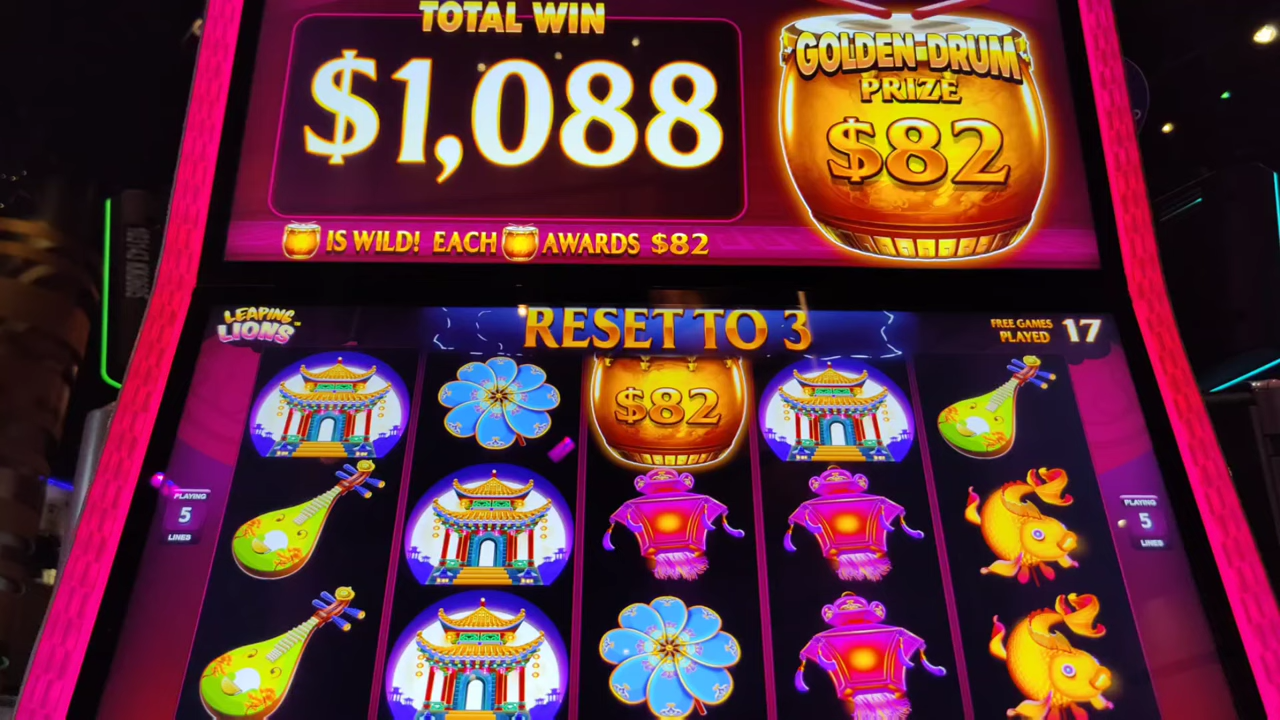 TOTAL WIN
$1,088
GOLDEN DRUM
PRIZE
$82
IS WILD! EACH AWARDS $82
LEAPING
LIONS™
RESET TO 3
FREE GAMES
PLAYED 17
$82
PLAYING
5
LINES
PLAYING
5
LINES